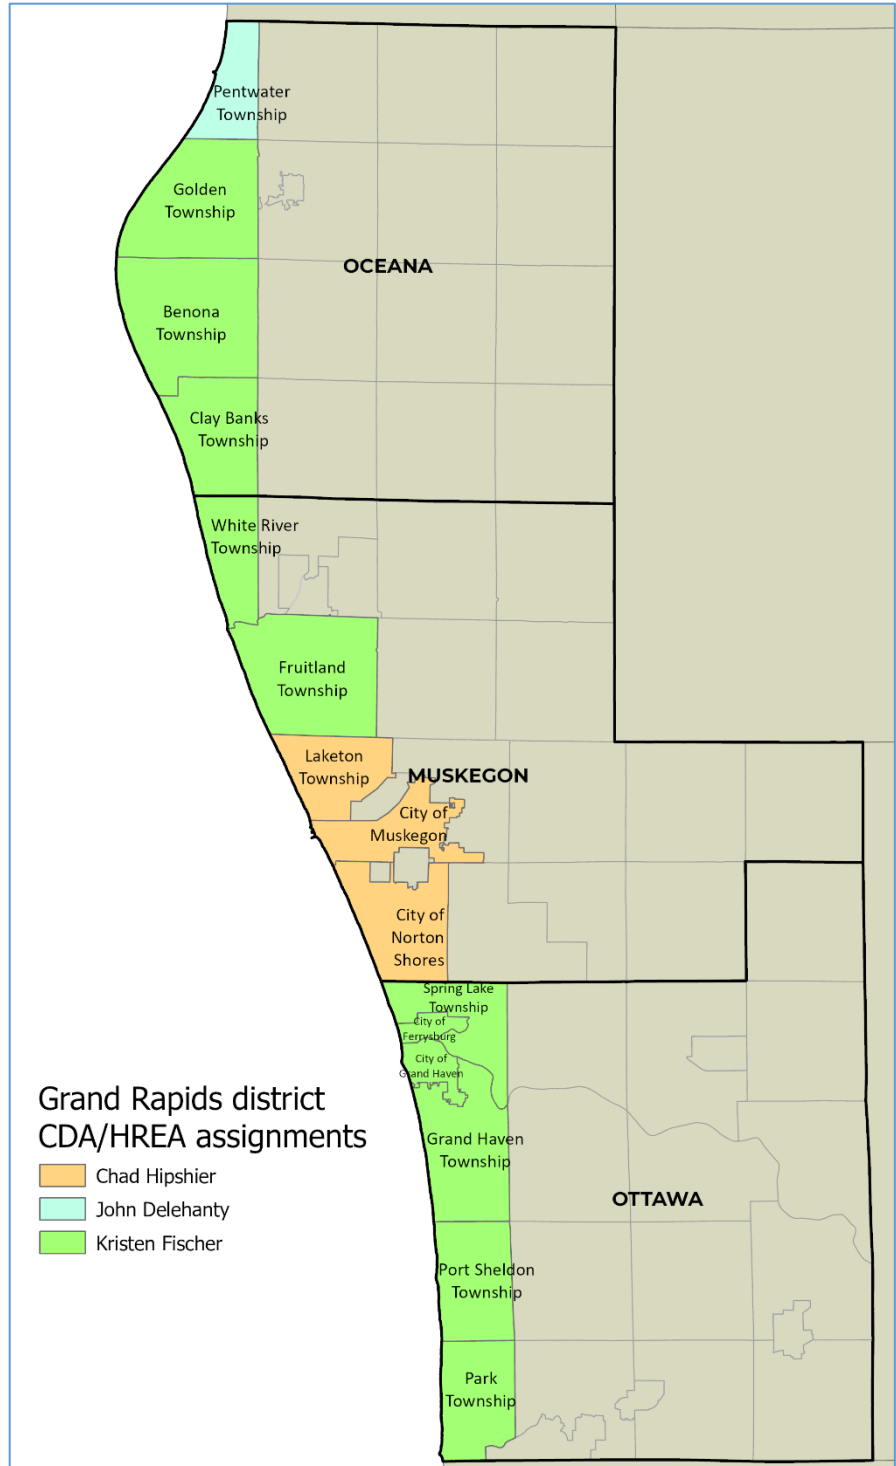 Pentwater
Township
Golden
Township
OCEANA
Benona
Township
Clay Banks
Township
White River
Township
Fruitland
Township
Laketon
Township
MUSKEGON
City of
Muskegon
City of
Norton
Shores
Spring Lake
Township
City of
Ferrysburg
City of
Grand Haven
Grand Haven
Township
OTTAWA
Port Sheldon
Township
Park
Township
Grand Rapids district
CDA/HREA assignments
Chad Hipshier
John Delehanty
Kristen Fischer